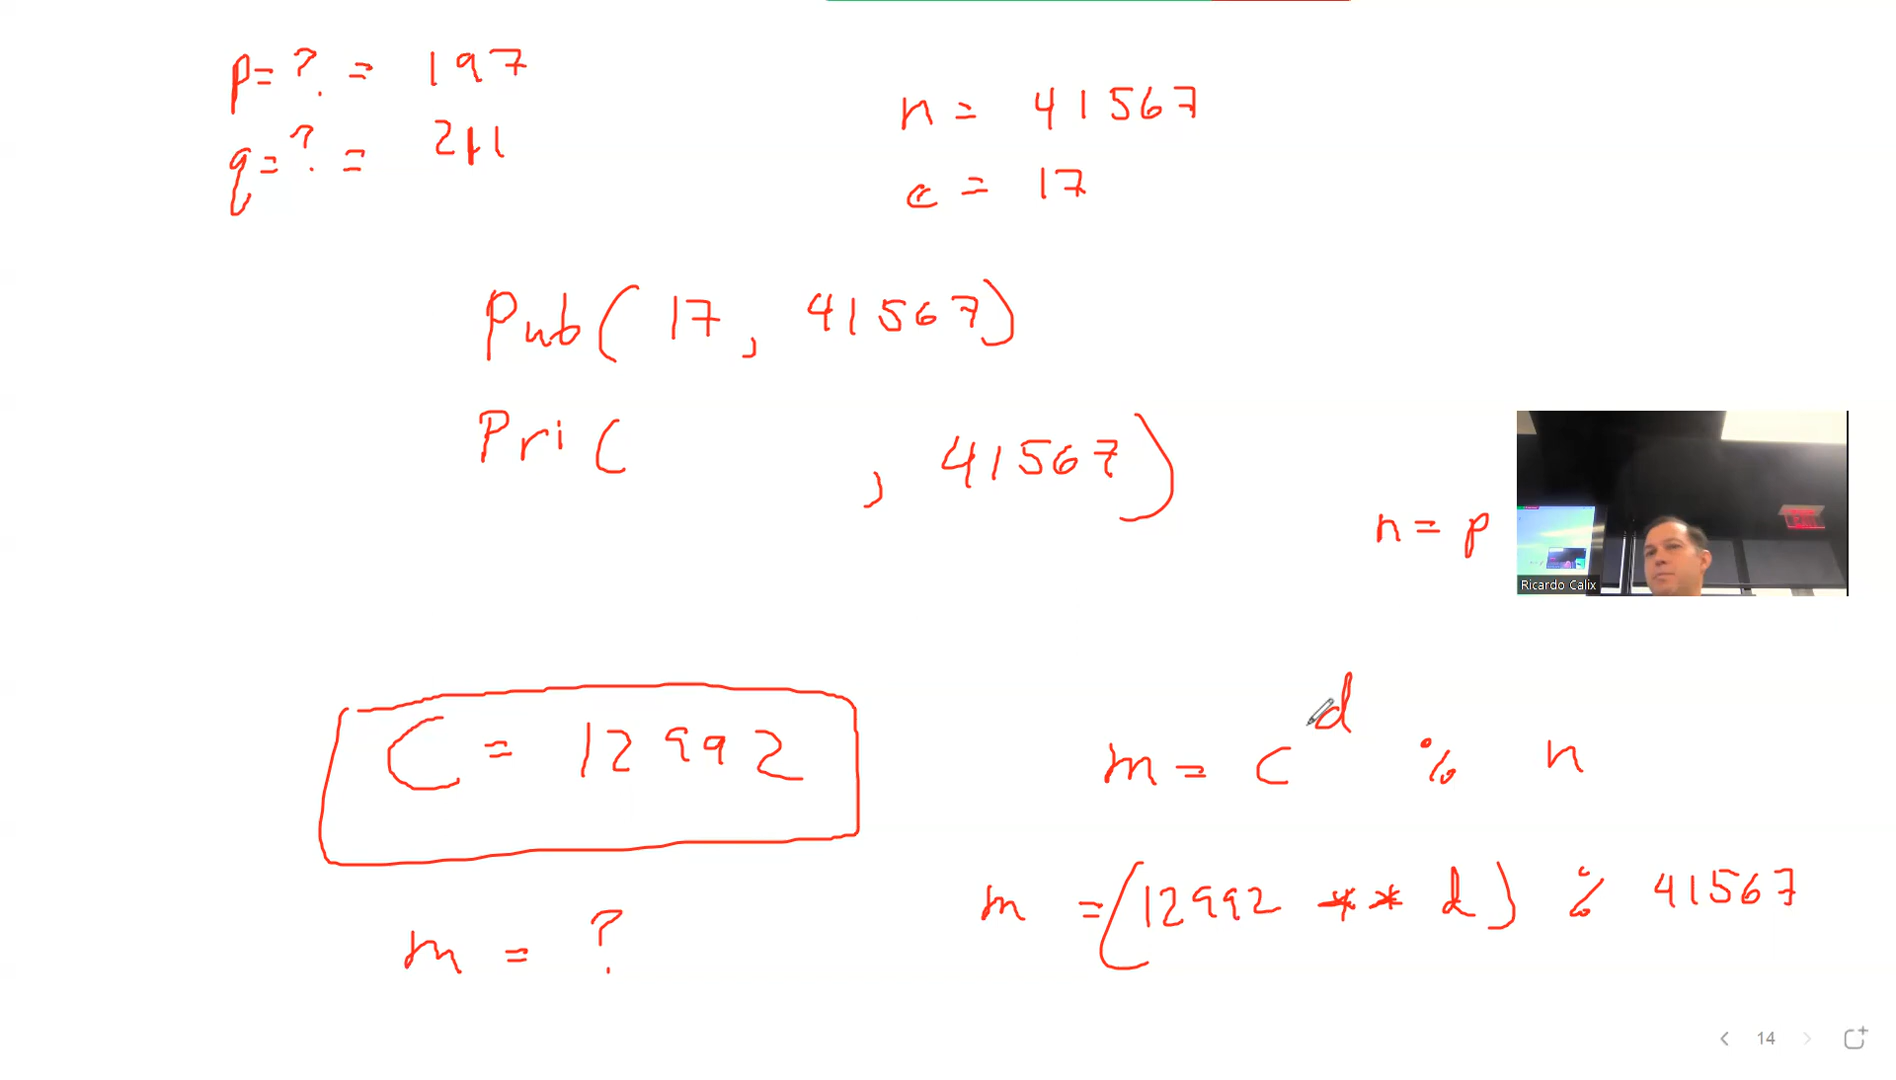 p=? = 197
q=? = 211
n = 41567
e = 17
Pub( 17, 41567)
Pri( , 41567)
n = p
Ricardo Calix
C = 12992
m = c^d % n
m = (12992 ** d) % 41567
m = ?
14